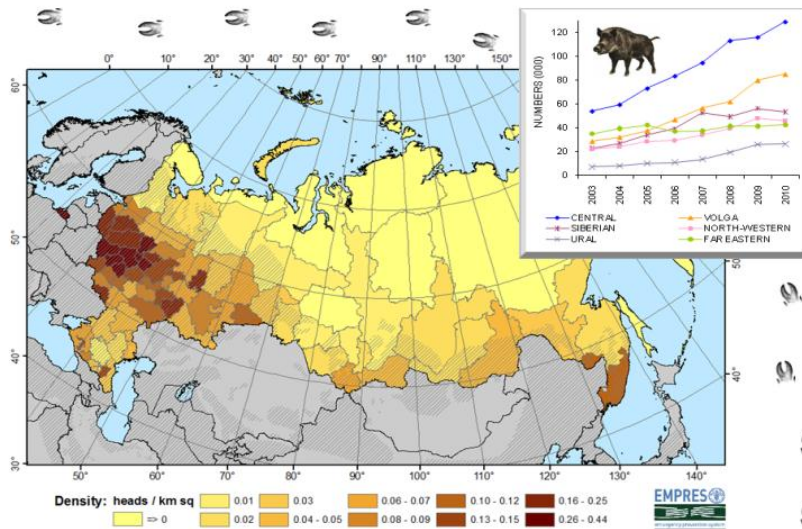 0° 10° 20° 30° 40° 50° 60° 70° 80° 90° 100° 110° 120° 130° 140° 150°
60°
50°
40°
30°
50° 60° 70° 80° 90° 100° 110° 120° 130° 140°
40°
NUMBERS (000)
120
100
80
60
40
20
0
2003 2004 2005 2006 2007 2008 2009 2010
CENTRAL VOLGA
SIBERIAN NORTH-WESTERN
URAL FAR EASTERN
Density: heads / km sq
=> 0
0.01 0.03 0.06 - 0.07 0.10 - 0.12 0.16 - 0.25
0.02 0.04 - 0.05 0.08 - 0.09 0.13 - 0.15 0.26 - 0.44
EMPRES